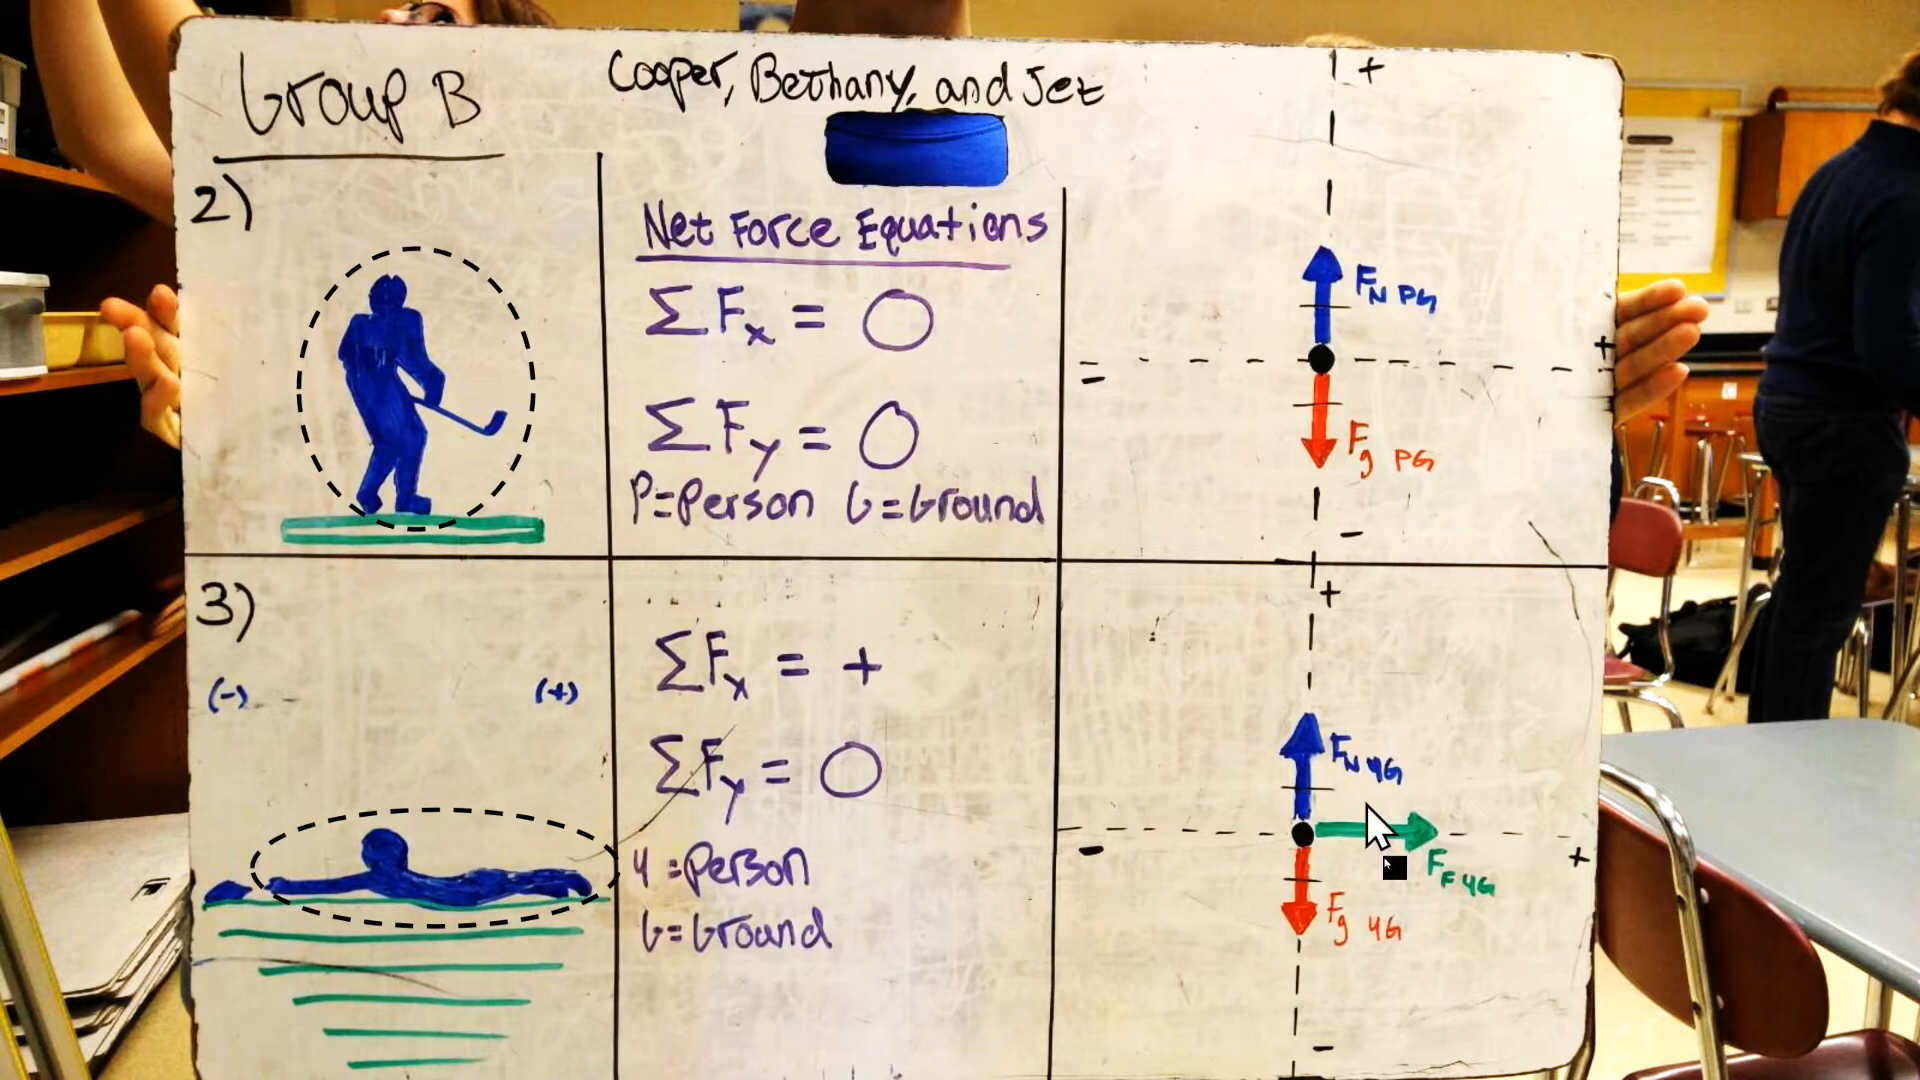 Group B
Cooper, Bethany, and Jet
2)
Net Force Equations
ΣFx = 0
ΣFy = 0
P=Person G=Ground
+
FN PG
- +
Fg PG
-
3)
(-) (+)
ΣFx = +
ΣFy = 0
4 =Person
G=Ground
+
FN 4G
- +
FF 4G
Fg 4G
-